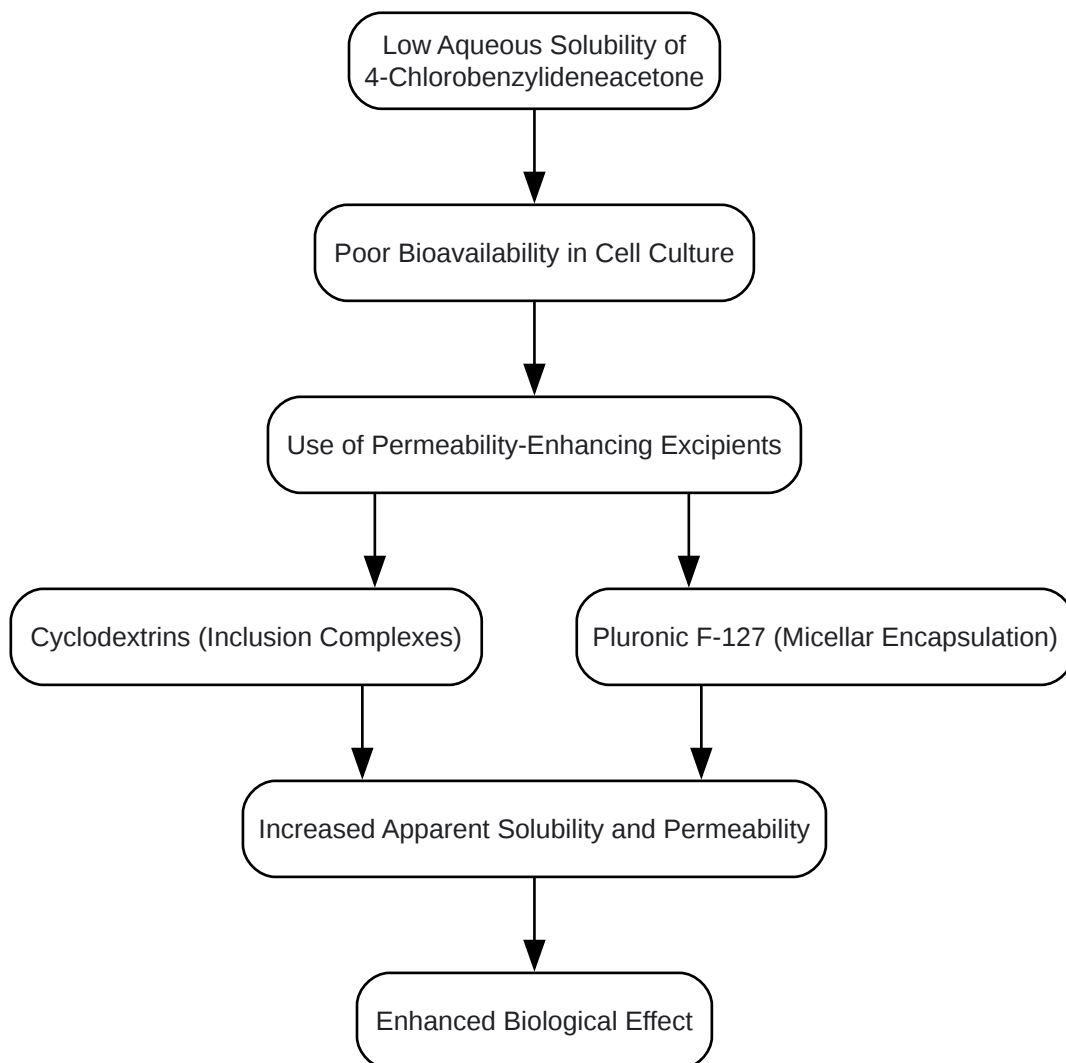 Low Aqueous Solubility of
4-Chlorobenzylideneacetone
Poor Bioavailability in Cell Culture
Use of Permeability-Enhancing Excipients
Cyclodextrins (Inclusion Complexes)
Pluronic F-127 (Micellar Encapsulation)
Increased Apparent Solubility and Permeability
Enhanced Biological Effect